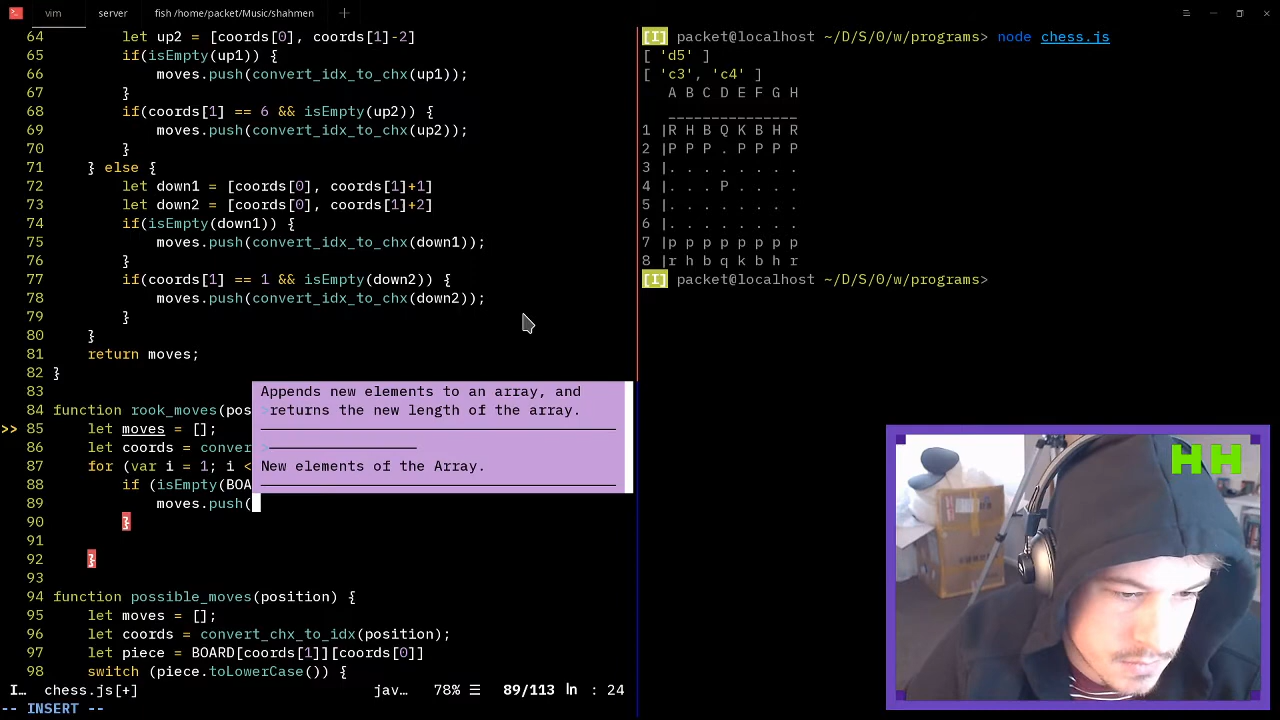 vim server fish /home/packet/Music/shahmen
64 let up2 = [coords[0], coords[1]-2]
65 if(isEmpty(up1)) {
66 moves.push(convert_idx_to_chx(up1));
67 }
68 if(coords[1] == 6 && isEmpty(up2)) {
69 moves.push(convert_idx_to_chx(up2));
70 }
71 } else {
72 let down1 = [coords[0], coords[1]+1]
73 let down2 = [coords[0], coords[1]+2]
74 if(isEmpty(down1)) {
75 moves.push(convert_idx_to_chx(down1));
76 }
77 if(coords[1] == 1 && isEmpty(down2)) {
78 moves.push(convert_idx_to_chx(down2));
79 }
80 }
81 return moves;
82 }
83
84 function rook_moves(pos
>> 85 let moves = [];
86 let coords = conver
87 for (var i = 1; i <
88 if (isEmpty(BOA
89 moves.push(
90 }
91
92 }
93
94 function possible_moves(position) {
95 let moves = [];
96 let coords = convert_chx_to_idx(position);
97 let piece = BOARD[coords[1]][coords[0]]
98 switch (piece.toLowerCase()) {
Appends new elements to an array, and
returns the new length of the array.
New elements of the Array.
I… chess.js[+] jav… 78% ☰ 89/113 ln : 24
-- INSERT --
[I] packet@localhost ~/D/S/0/w/programs> node chess.js
[ 'd5' ]
[ 'c3', 'c4' ]
A B C D E F G H
_______________
1 |R H B Q K B H R
2 |P P P . P P P P
3 |. . . . . . . .
4 |. . . P . . . .
5 |. . . . . . . .
6 |. . . . . . . .
7 |p p p p p p p p
8 |r h b q k b h r
[I] packet@localhost ~/D/S/0/w/programs>
HH